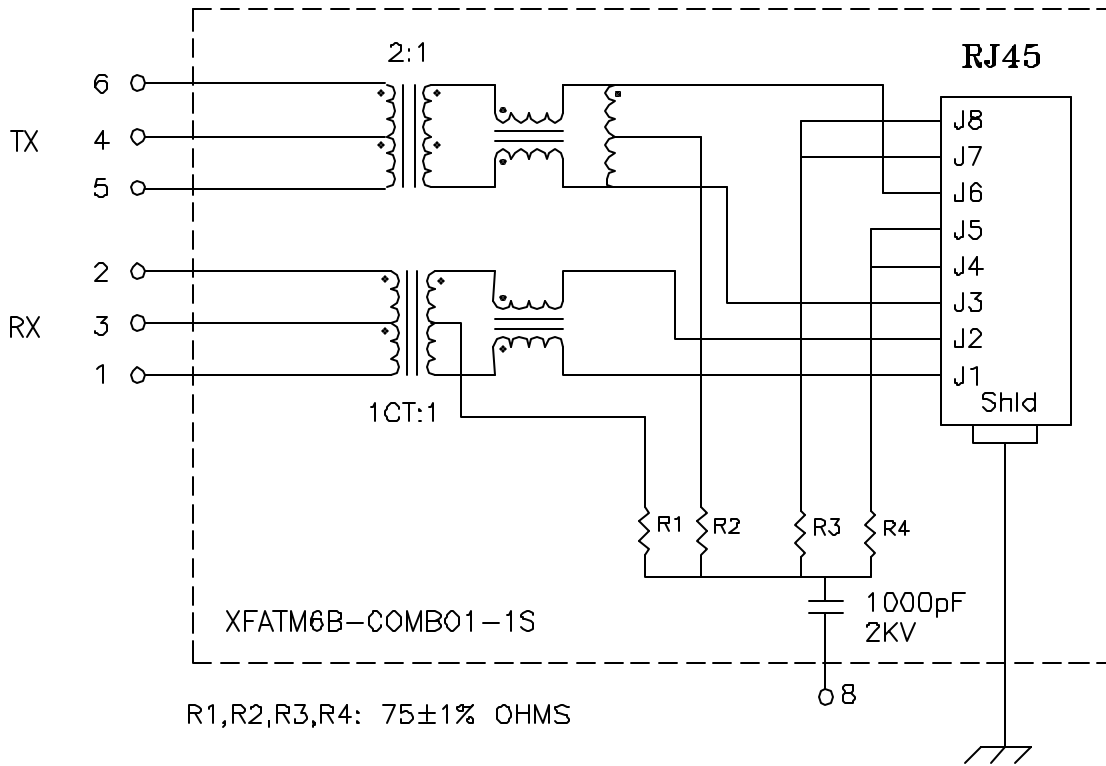 2:1
RJ45
6
TX
4
5
J8
J7
J6
J5
J4
J3
J2
J1
Shld
2
RX
3
1
1CT:1
R1
R2
R3
R4
1000pF
2KV
XFATM6B-COMBO1-1S
8
R1,R2,R3,R4: 75±1% OHMS